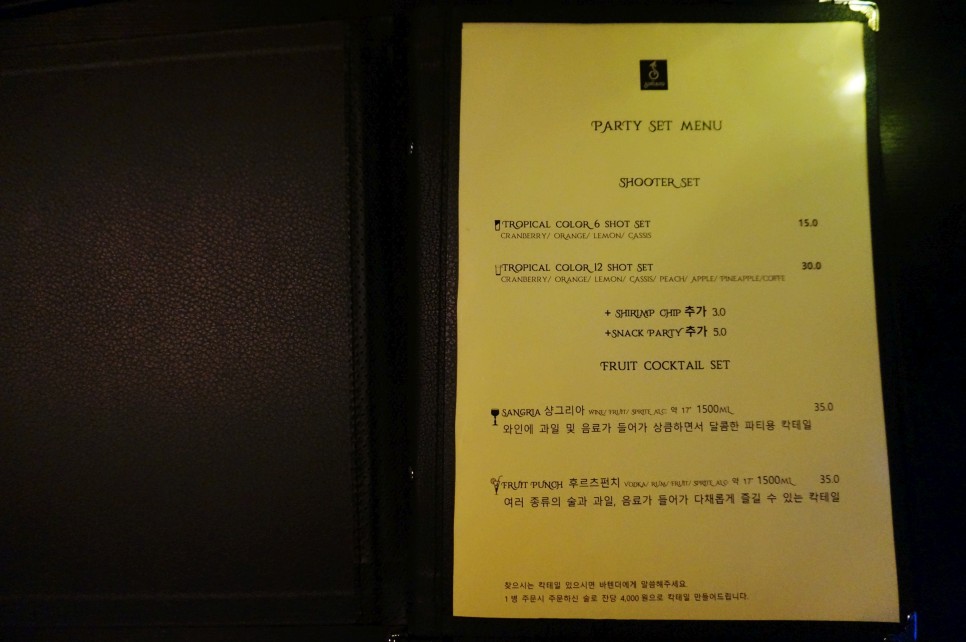 PARTY SET MENU
SHOOTER SET
TROPICAL COLOR 6 SHOT SET 15.0
CRANBERRY/ ORANGE/ LEMON/ CASSIS
TROPICAL COLOR 12 SHOT SET 30.0
CRANBERRY/ ORANGE/ LEMON/ CASSIS/ PEACH/ APPLE/ PINEAPPLE/COFFE
+ SHIRIMP CHIP 추가 3.0
+SNACK PARTY 추가 5.0
FRUIT COCKTAIL SET
SANGRIA 샹그리아 WINE/ FRUIT/ SPRITE ALC: 약 17˚ 1500ML 35.0
와인에 과일 및 음료가 들어가 상큼하면서 달콤한 파티용 칵테일
FRUIT PUNCH 후르츠펀치 VODKA/ RUM/ FRUIT/ SPRITE ALC: 약 17˚ 1500ML 35.0
여러 종류의 술과 과일, 음료가 들어가 다채롭게 즐길 수 있는 칵테일
찾으시는 칵테일 있으시면 바텐더에게 말씀해주세요.
1 병 주문시 주문하신 술로 잔당 4,000 원으로 칵테일 만들어드립니다.